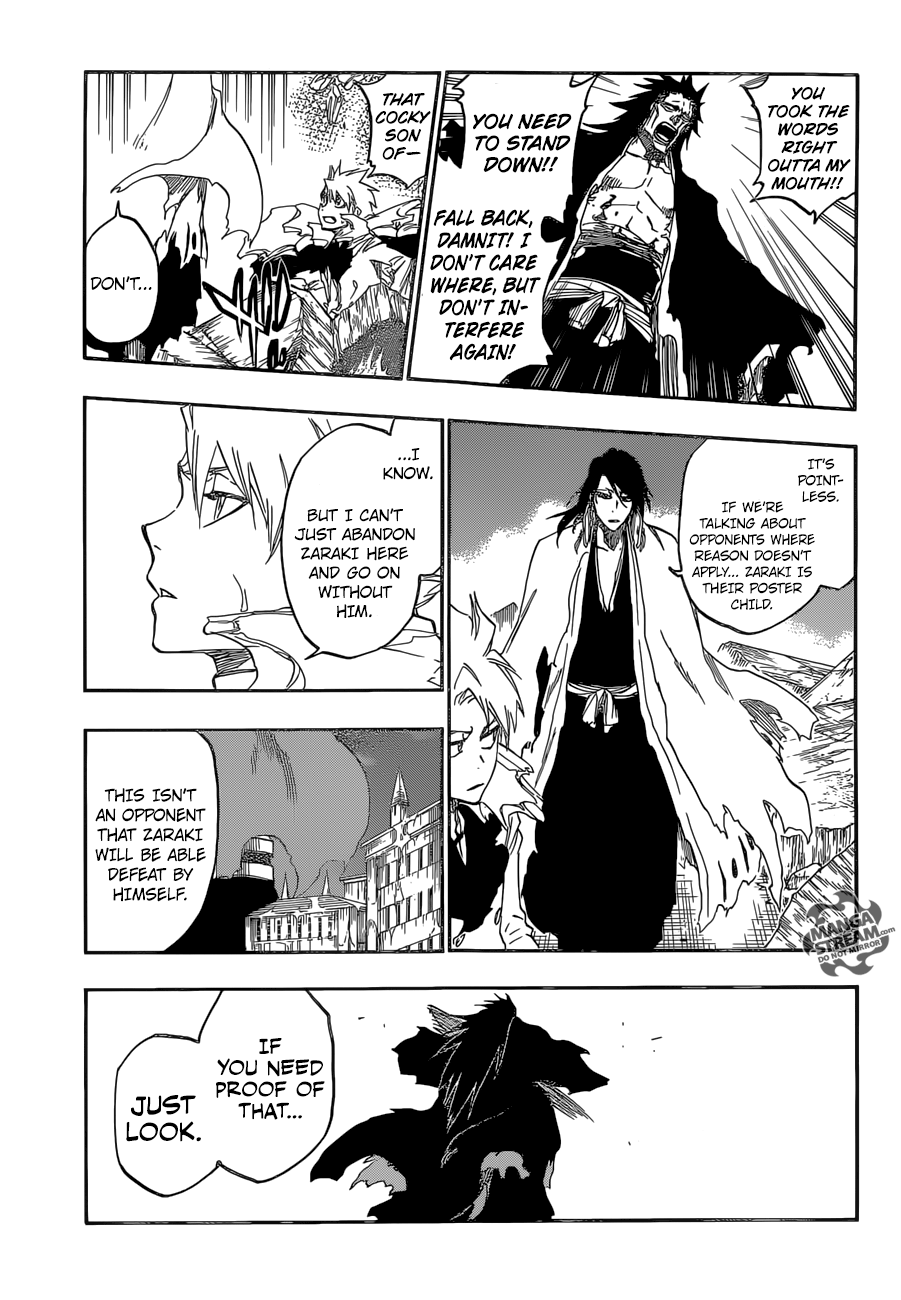 YOU
TOOK THE
WORDS
RIGHT
OUTTA MY
MOUTH!!
YOU NEED
TO STAND
DOWN!!
FALL BACK,
DAMNIT! I
DON'T CARE
WHERE, BUT
DON'T IN-
TERFERE
AGAIN!
THAT
COCKY
SON
OF—
DON'T...
IT'S
POINT-
LESS.
IF WE'RE
TALKING ABOUT
OPPONENTS WHERE
REASON DOESN'T
APPLY... ZARAKI IS
THEIR POSTER
CHILD.
...I
KNOW.
BUT I CAN'T
JUST ABANDON
ZARAKI HERE
AND GO ON
WITHOUT
HIM.
THIS ISN'T
AN OPPONENT
THAT ZARAKI
WILL BE ABLE
DEFEAT BY
HIMSELF.
MANGA
STREAM.com
DO NOT MIRROR
IF
YOU NEED
PROOF OF
THAT...
JUST
LOOK.